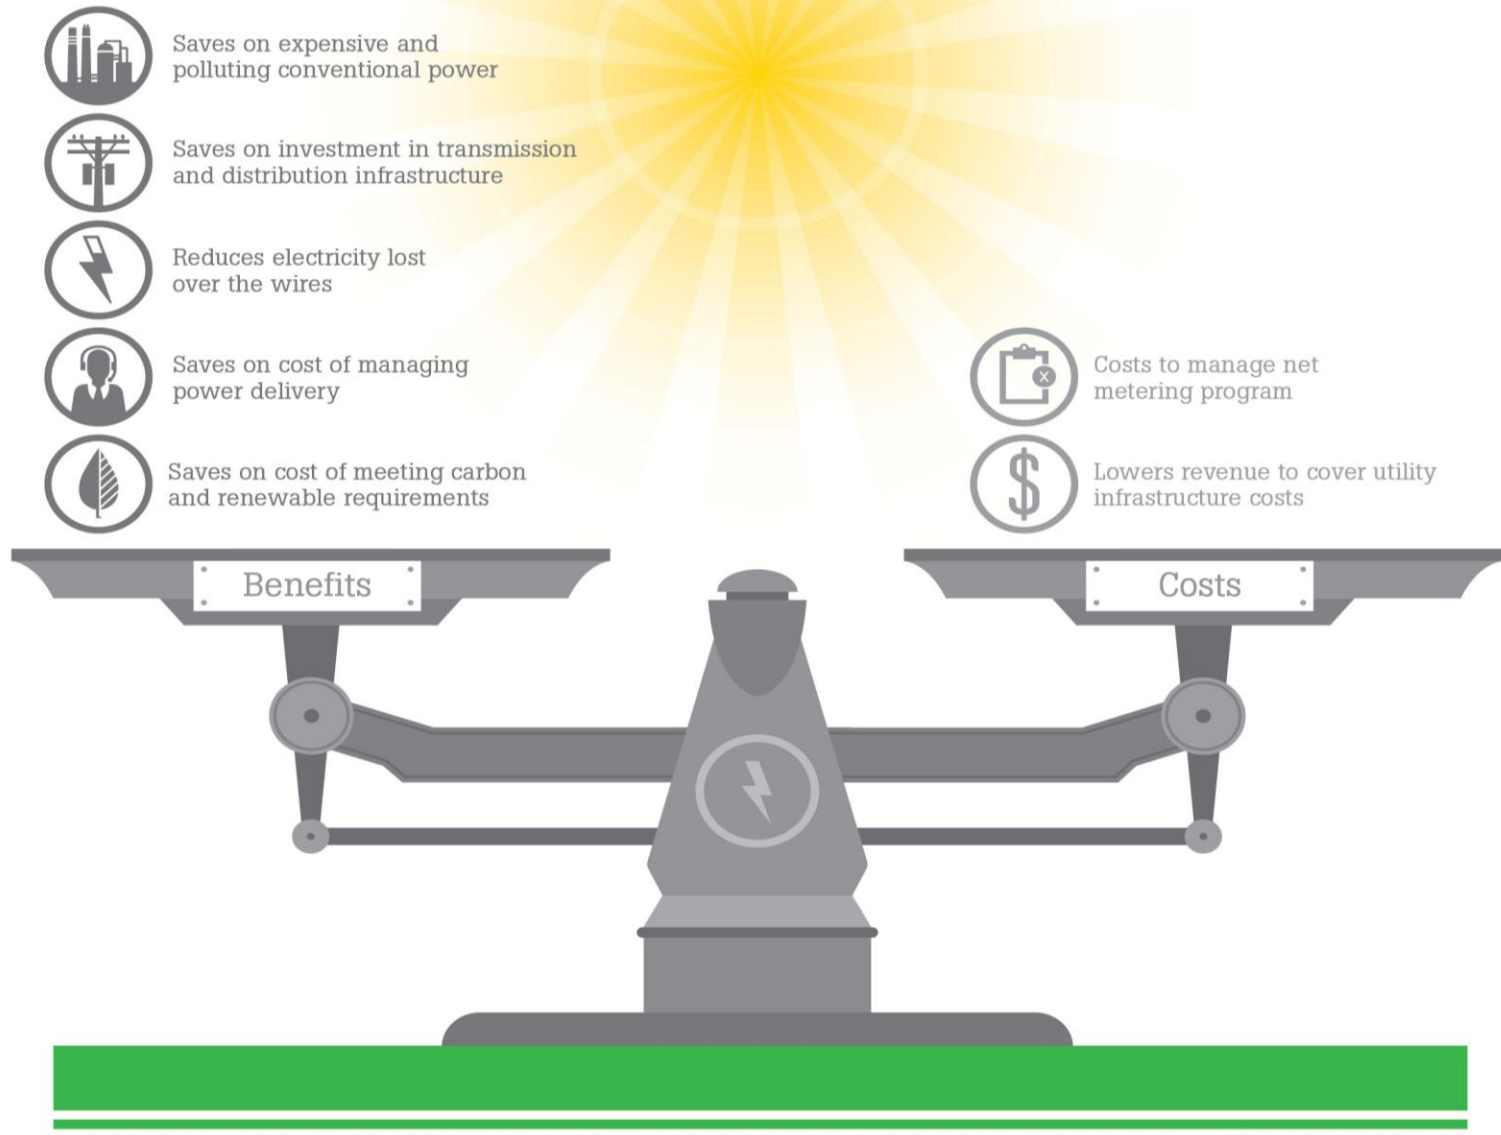 Saves on expensive and
polluting conventional power
Saves on investment in transmission
and distribution infrastructure
Reduces electricity lost
over the wires
Saves on cost of managing
power delivery
Saves on cost of meeting carbon
and renewable requirements
Benefits
X
Costs to manage net
metering program
$
Lowers revenue to cover utility
infrastructure costs
Costs